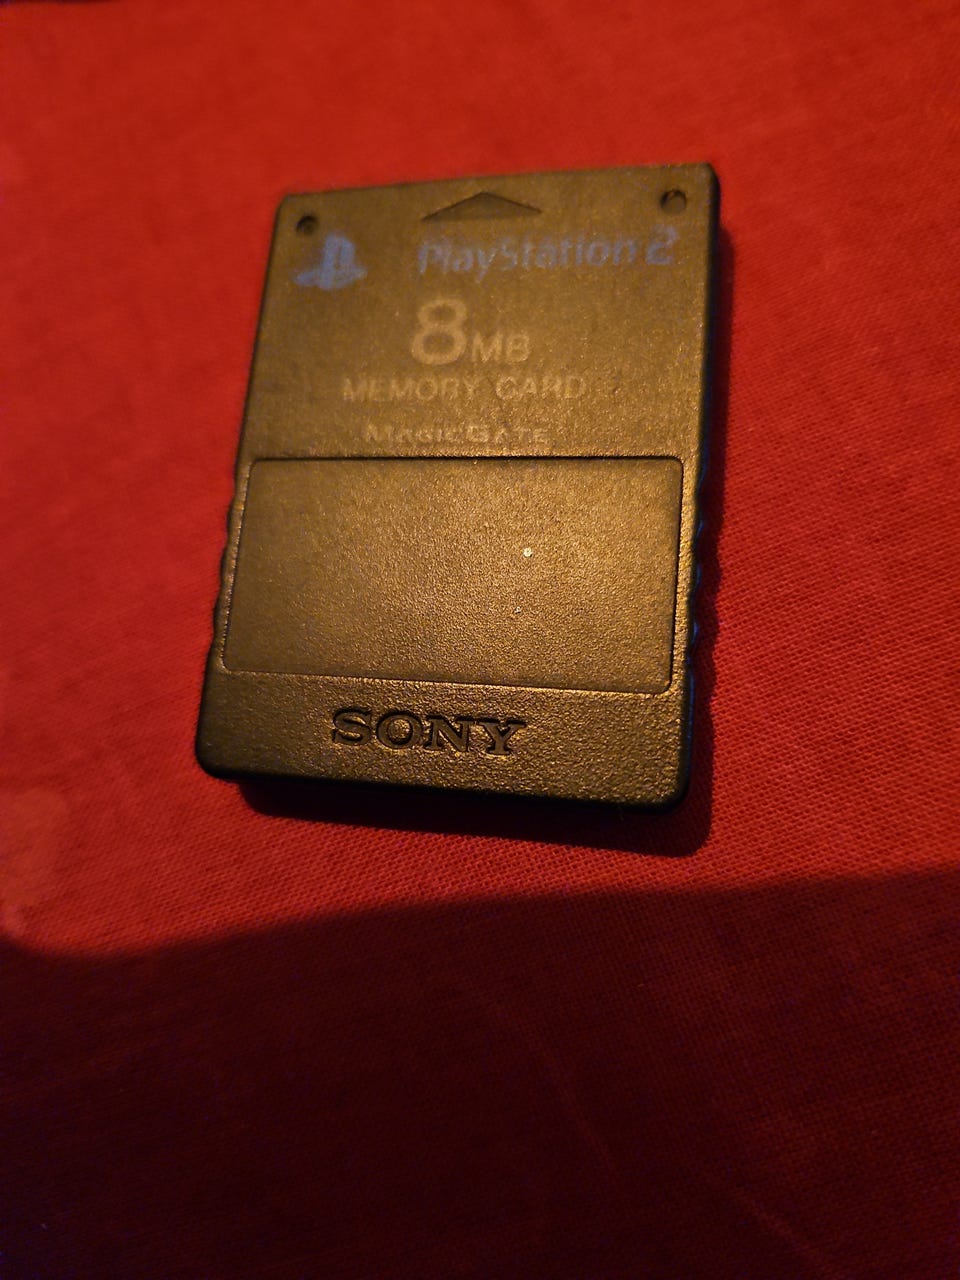 PlayStation 2
8MB
MEMORY CARD
MAGICGATE
SONY